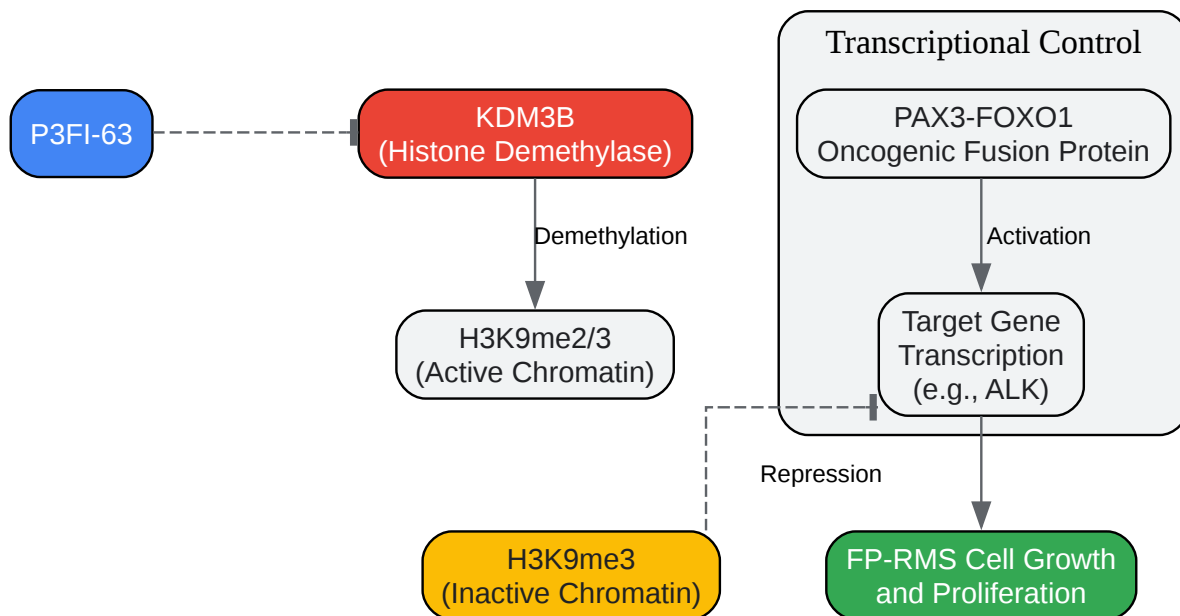 Transcriptional Control
P3FI-63
KDM3B
(Histone Demethylase)
PAX3-FOXO1
Oncogenic Fusion Protein
Demethylation
Activation
H3K9me2/3
(Active Chromatin)
Target Gene
Transcription
(e.g., ALK)
Repression
H3K9me3
(Inactive Chromatin)
FP-RMS Cell Growth
and Proliferation